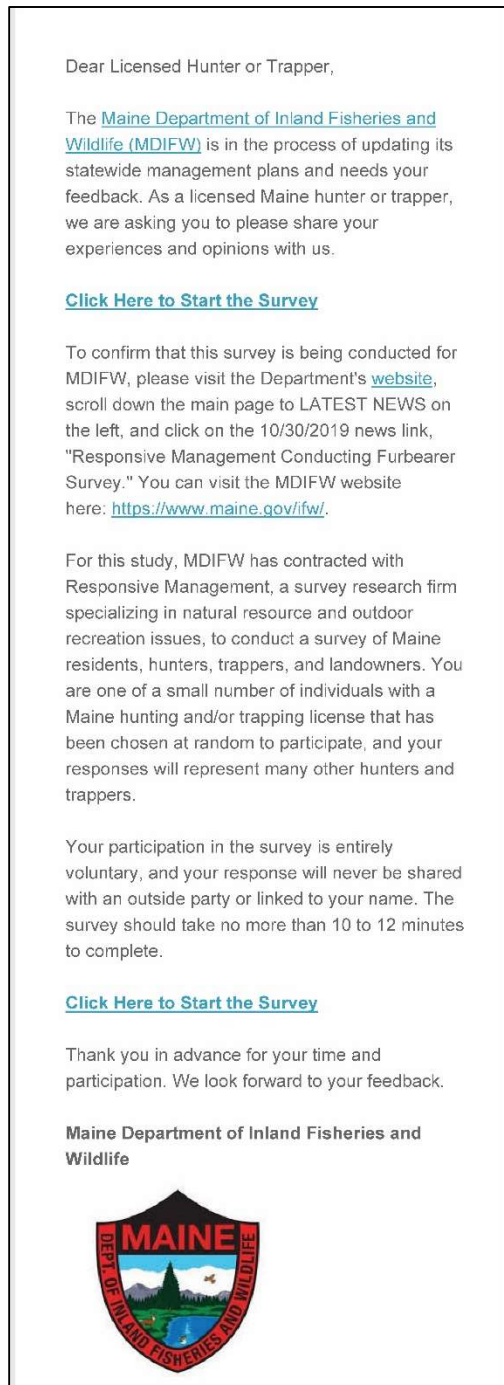 Dear Licensed Hunter or Trapper,
The Maine Department of Inland Fisheries and
Wildlife (MDIFW) is in the process of updating its
statewide management plans and needs your
feedback. As a licensed Maine hunter or trapper,
we are asking you to please share your
experiences and opinions with us.
Click Here to Start the Survey
To confirm that this survey is being conducted for
MDIFW, please visit the Department's website,
scroll down the main page to LATEST NEWS on
the left, and click on the 10/30/2019 news link,
"Responsive Management Conducting Furbearer
Survey." You can visit the MDIFW website
here: https://www.maine.gov/ifw/.
For this study, MDIFW has contracted with
Responsive Management, a survey research firm
specializing in natural resource and outdoor
recreation issues, to conduct a survey of Maine
residents, hunters, trappers, and landowners. You
are one of a small number of individuals with a
Maine hunting and/or trapping license that has
been chosen at random to participate, and your
responses will represent many other hunters and
trappers.
Your participation in the survey is entirely
voluntary, and your response will never be shared
with an outside party or linked to your name. The
survey should take no more than 10 to 12 minutes
to complete.
Click Here to Start the Survey
Thank you in advance for your time and
participation. We look forward to your feedback.
Maine Department of Inland Fisheries and
Wildlife
MAINE
DEPT. OF INLAND FISHERIES AND WILDLIFE